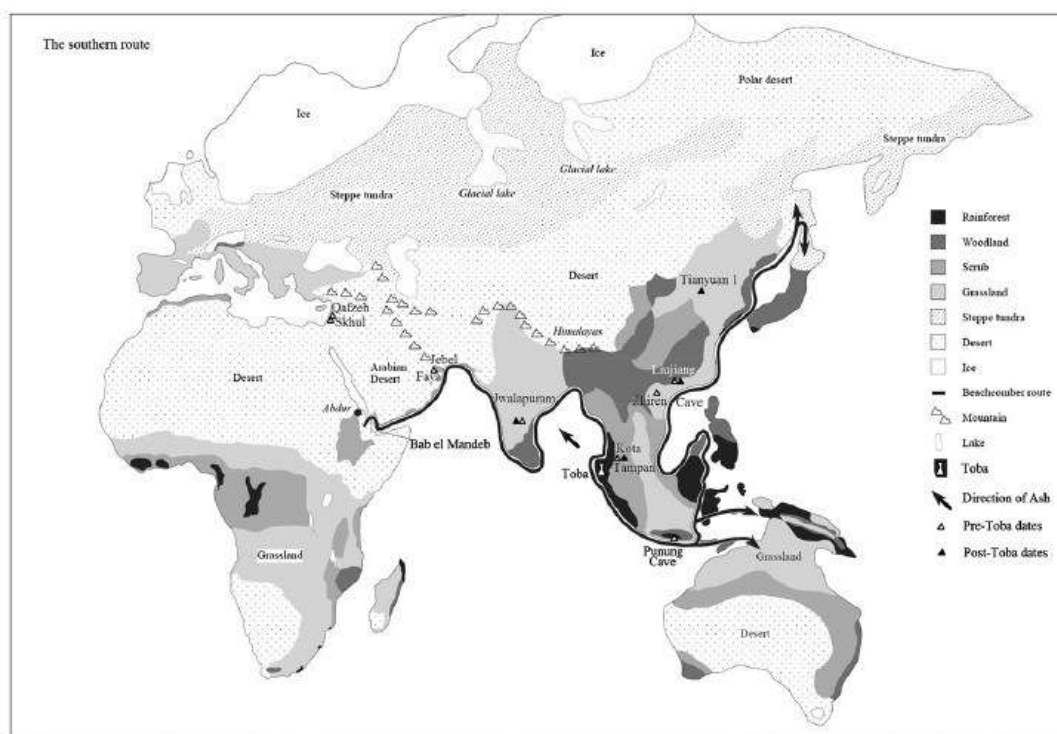 The southern route
Ice
Ice
Polar desert
Steppe tundra
Glacial lake
Glacial lake
Steppe tundra
Desert
Tianyuan 1
Qafzeh
Skhul
Himalayas
Desert
Arabian
Desert
Jebel
Faya
Liujiang
Zhiren Cave
Abdur
Jwalapuram
Bab el Mandeb
Kota
Tampan
Toba
Grassland
Punung
Cave
Grassland
Desert
Rainforest
Woodland
Scrub
Grassland
Steppe tundra
Desert
Ice
Beachcomber route
Mountain
Lake
Toba
Direction of Ash
Pre-Toba dates
Post-Toba dates